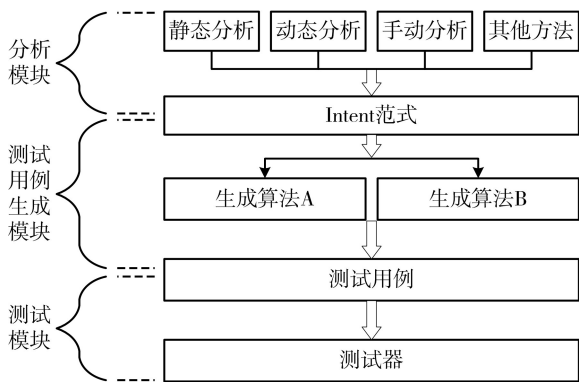 静态分析 动态分析 手动分析 其他方法
分析
模块
Intent范式
测试
用例
生成
模块
生成算法A 生成算法B
测试用例
测试
模块
测试器